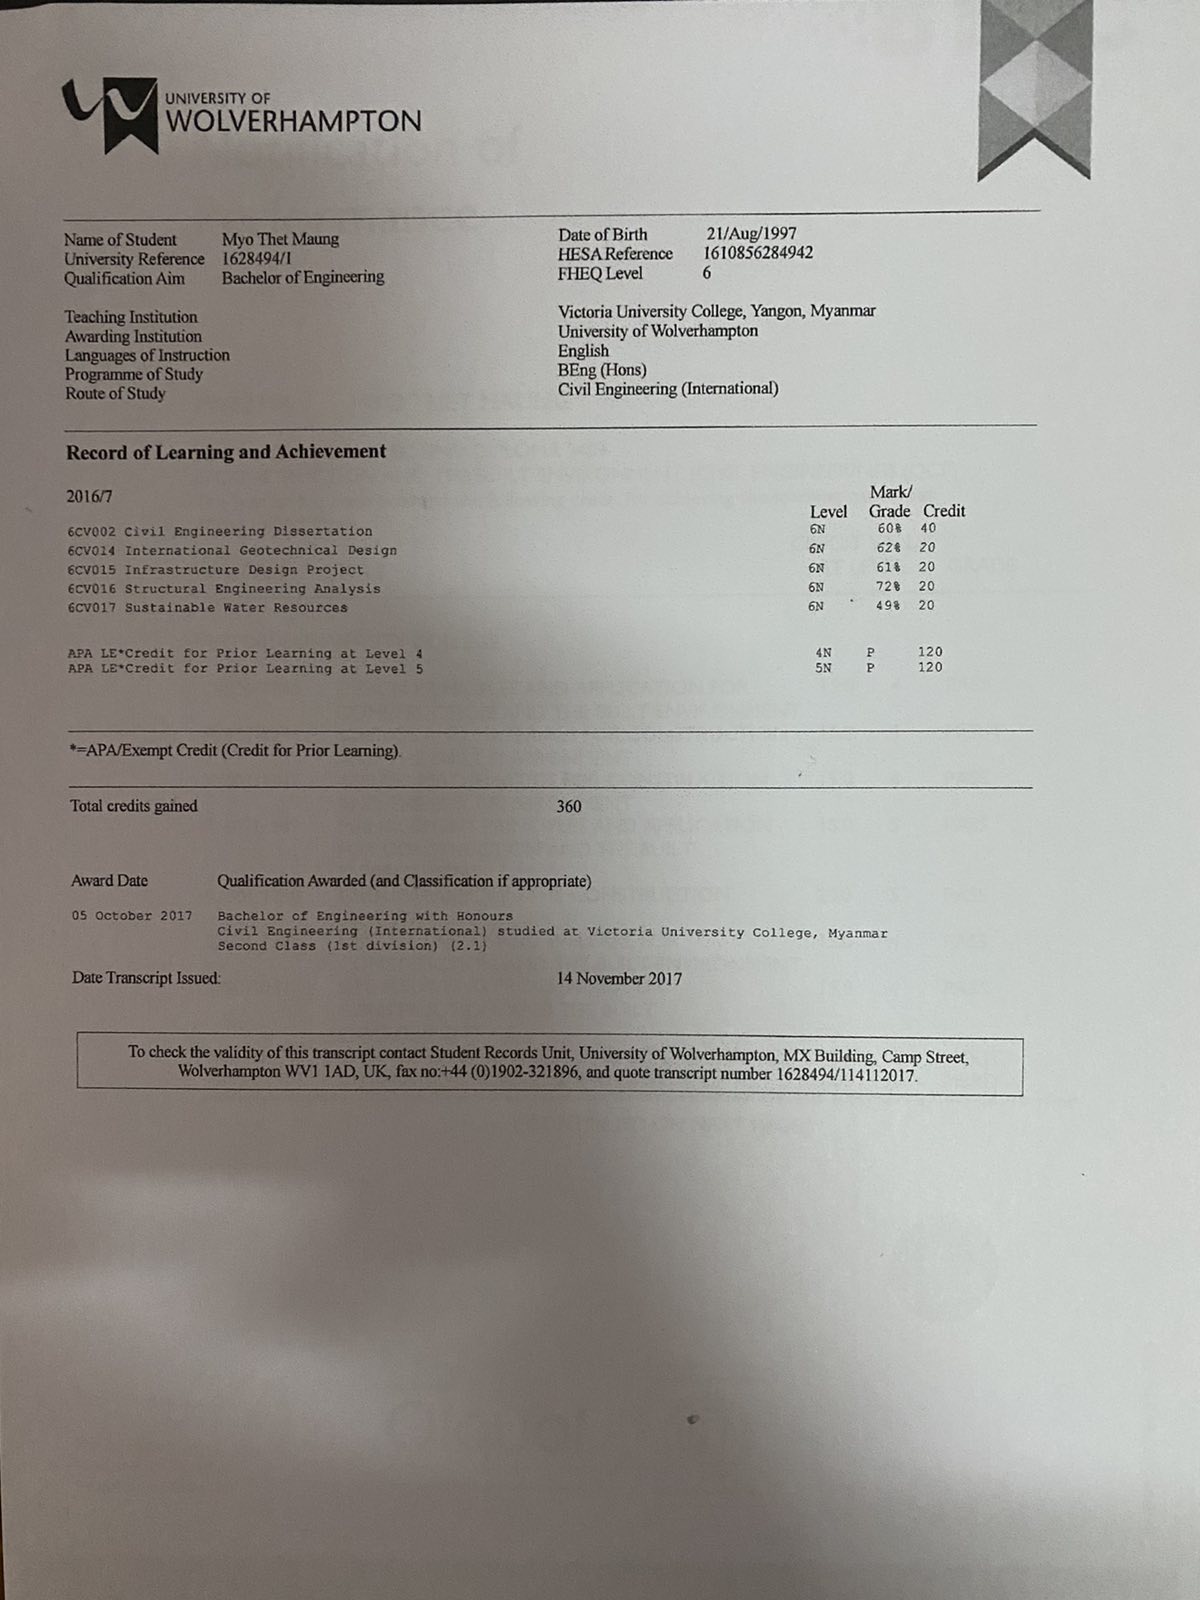 UNIVERSITY OF
WOLVERHAMPTON
Name of Student Myo Thet Maung
University Reference 1628494/1
Qualification Aim Bachelor of Engineering
Date of Birth 21/Aug/1997
HESA Reference 1610856284942
FHEQ Level 6
Teaching Institution Victoria University College, Yangon, Myanmar
Awarding Institution University of Wolverhampton
Languages of Instruction English
Programme of Study BEng (Hons)
Route of Study Civil Engineering (International)
Record of Learning and Achievement
2016/7
Level Mark/Grade Credit
6CV002 Civil Engineering Dissertation 6N 60% 40
6CV014 International Geotechnical Design 6N 62% 20
6CV015 Infrastructure Design Project 6N 61% 20
6CV016 Structural Engineering Analysis 6N 72% 20
6CV017 Sustainable Water Resources 6N 49% 20
APA LE*Credit for Prior Learning at Level 4 4N P 120
APA LE*Credit for Prior Learning at Level 5 5N P 120
*=APA/Exempt Credit (Credit for Prior Learning).
Total credits gained 360
Award Date Qualification Awarded (and Classification if appropriate)
05 October 2017 Bachelor of Engineering with Honours
Civil Engineering (International) studied at Victoria University College, Myanmar
Second Class (1st division) (2.1)
Date Transcript Issued: 14 November 2017
To check the validity of this transcript contact Student Records Unit, University of Wolverhampton, MX Building, Camp Street,
Wolverhampton WV1 1AD, UK, fax no:+44 (0)1902-321896, and quote transcript number 1628494/114112017.